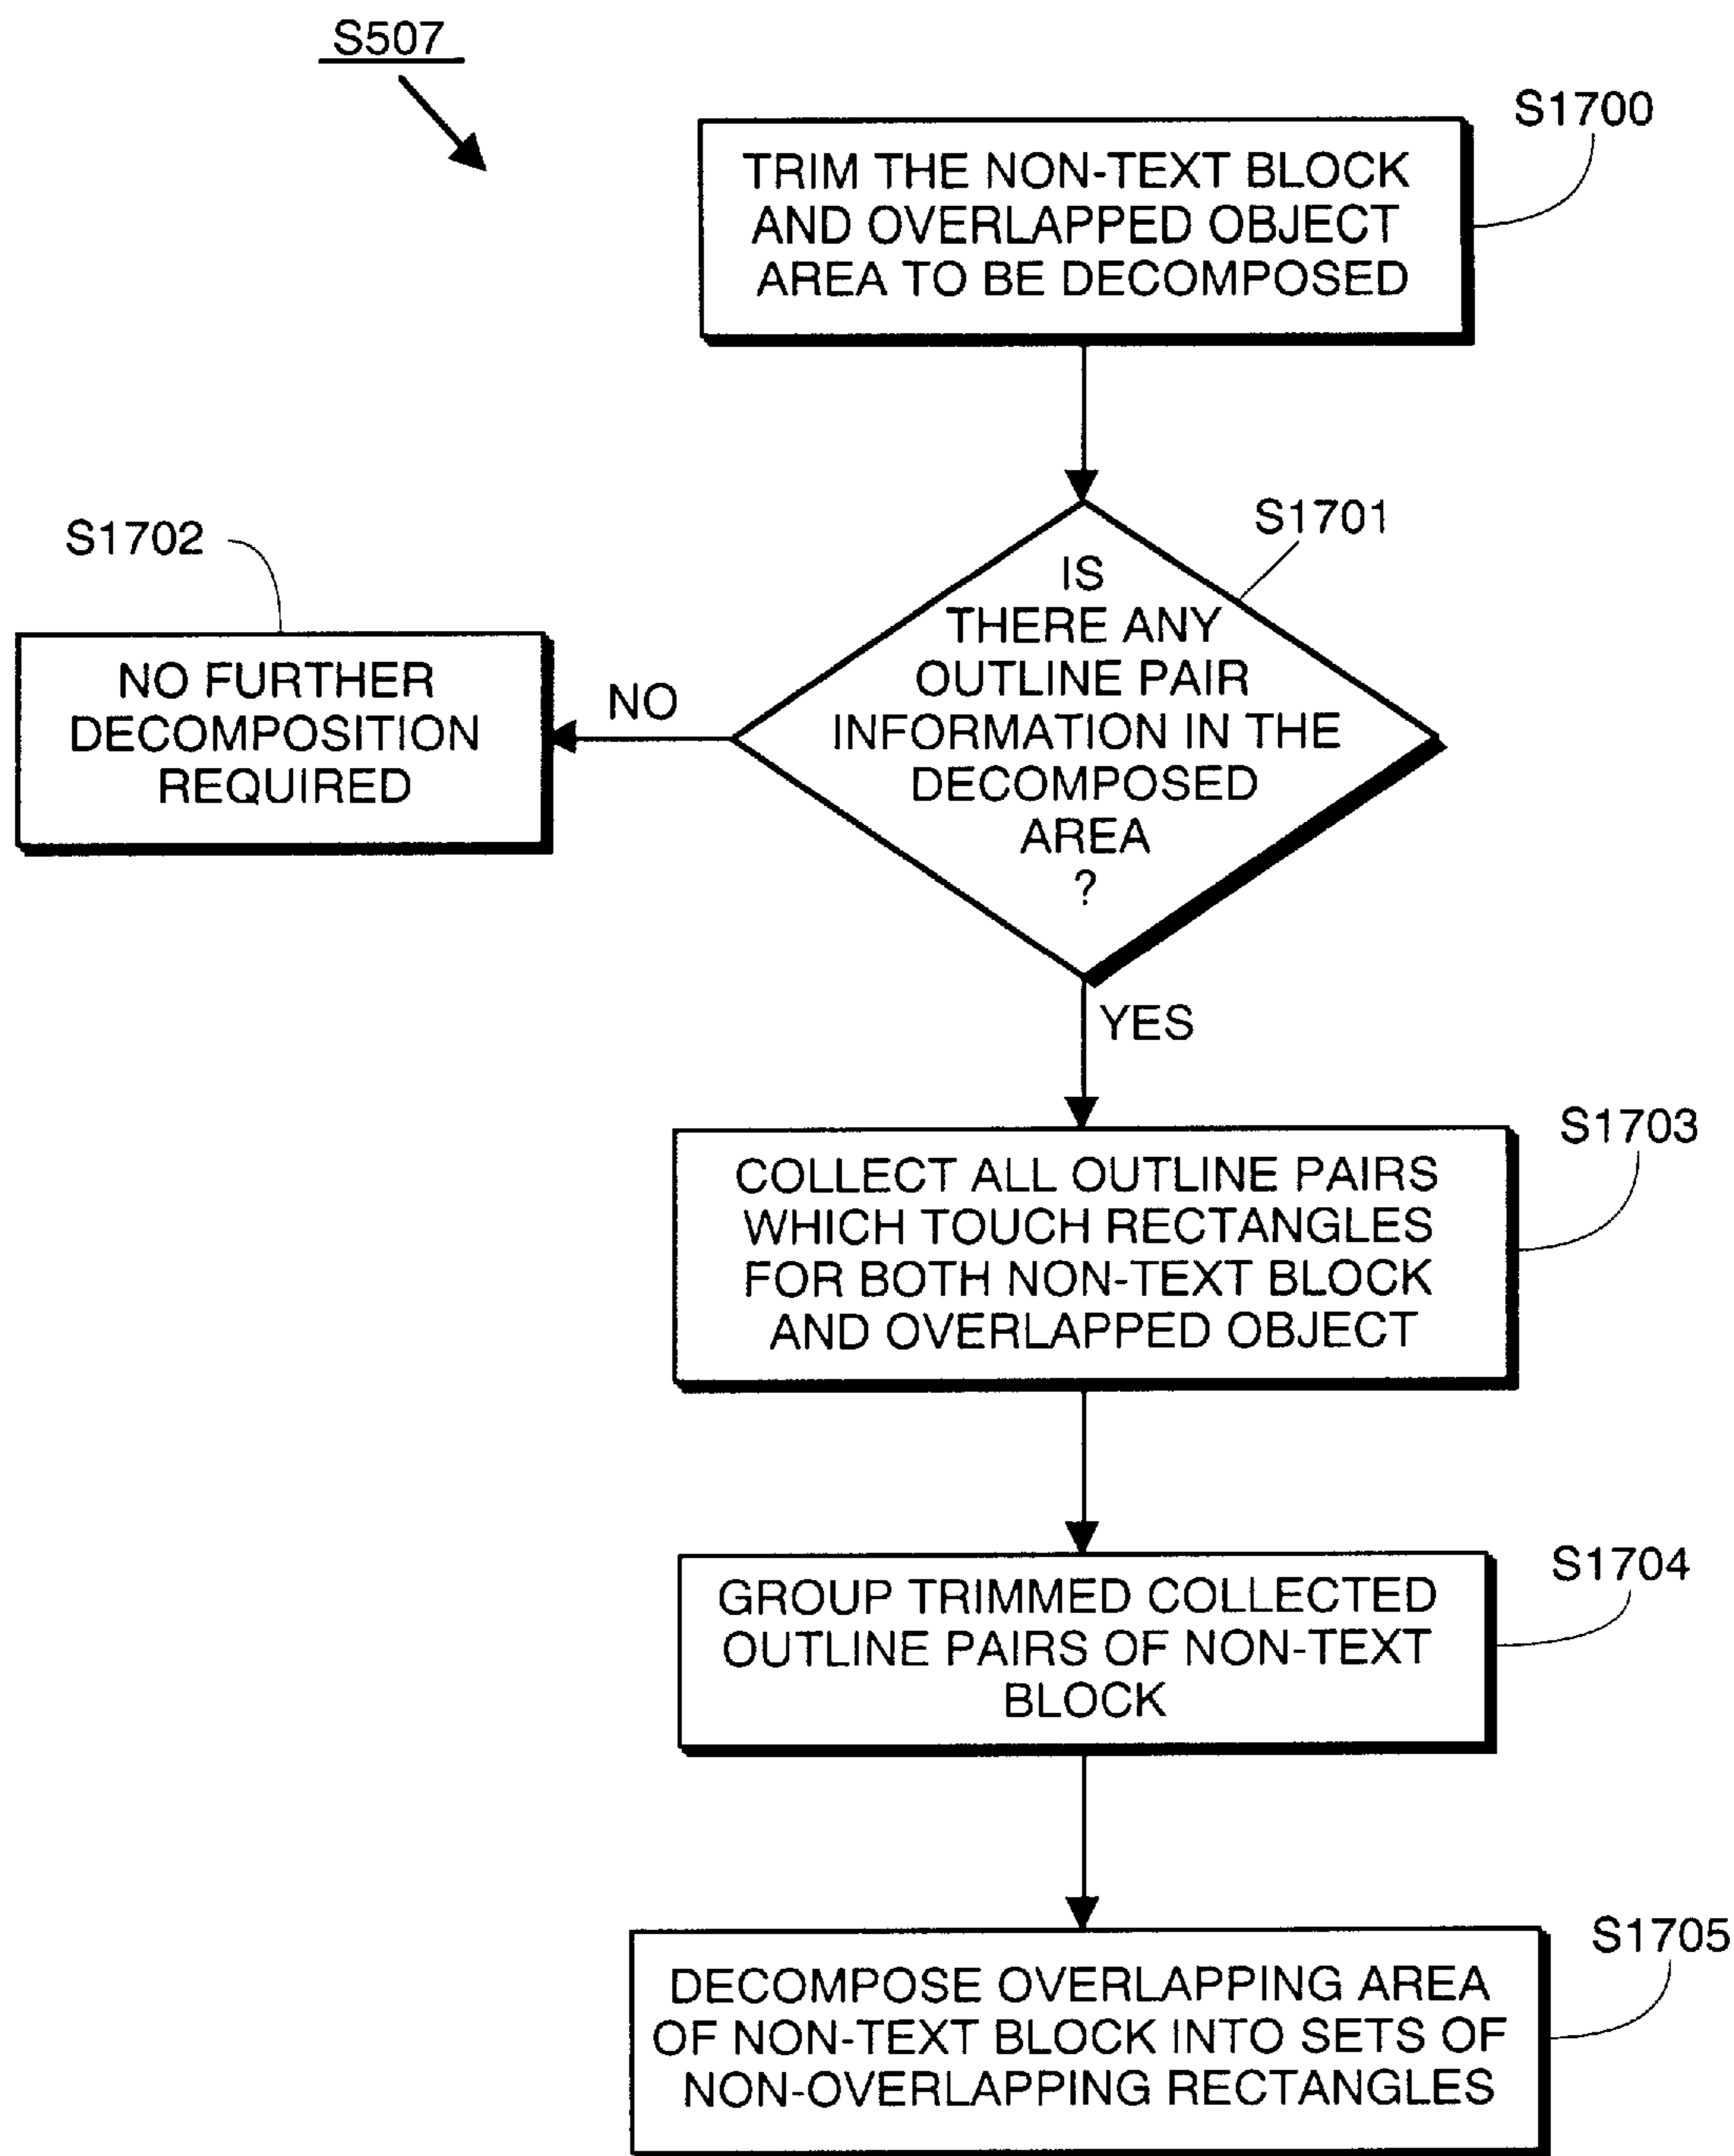 S507
S1700
TRIM THE NON-TEXT BLOCK
AND OVERLAPPED OBJECT
AREA TO BE DECOMPOSED
S1701
IS
THERE ANY
OUTLINE PAIR
INFORMATION IN THE
DECOMPOSED
AREA
?
S1702
NO
NO FURTHER
DECOMPOSITION
REQUIRED
YES
S1703
COLLECT ALL OUTLINE PAIRS
WHICH TOUCH RECTANGLES
FOR BOTH NON-TEXT BLOCK
AND OVERLAPPED OBJECT
S1704
GROUP TRIMMED COLLECTED
OUTLINE PAIRS OF NON-TEXT
BLOCK
S1705
DECOMPOSE OVERLAPPING AREA
OF NON-TEXT BLOCK INTO SETS OF
NON-OVERLAPPING RECTANGLES